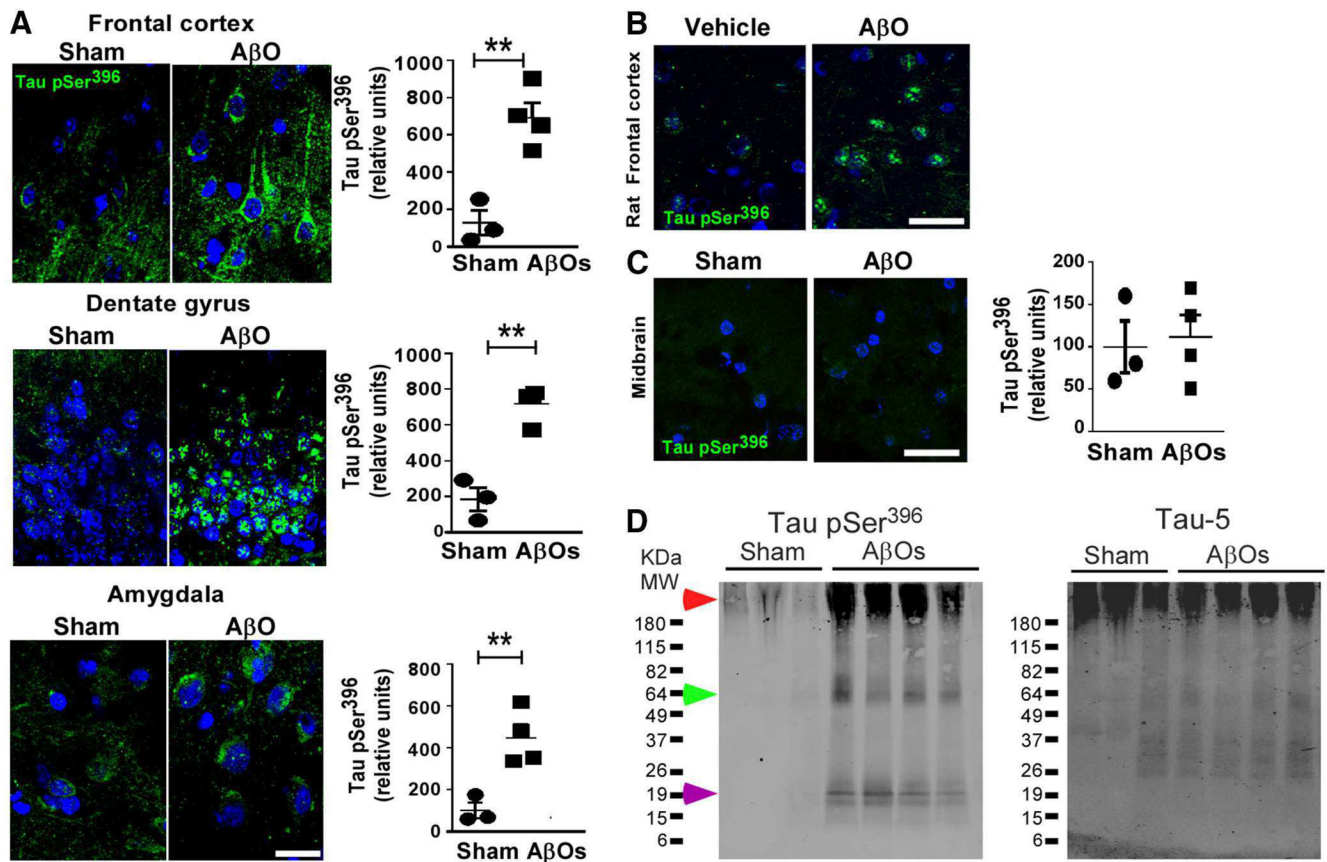 A
Frontal cortex
Sham AβO
Tau pSer396
**
Tau pSer396
(relative units)
1000
800
600
400
200
0
Sham AβOs
Dentate gyrus
Sham AβO
**
Tau pSer396
(relative units)
1000
800
600
400
200
0
Sham AβOs
Amygdala
Sham AβO
**
Tau pSer396
(relative units)
800
600
400
200
0
Sham AβOs
B
Vehicle AβO
Rat Frontal cortex
Tau pSer396
C
Sham AβO
Midbrain
Tau pSer396
Tau pSer396
(relative units)
200
150
100
50
0
Sham AβOs
D
Tau pSer396
Sham AβOs
KDa
MW
180
115
82
64
49
37
26
19
15
6
Tau-5
Sham AβOs
180
115
82
64
49
37
26
19
15
6